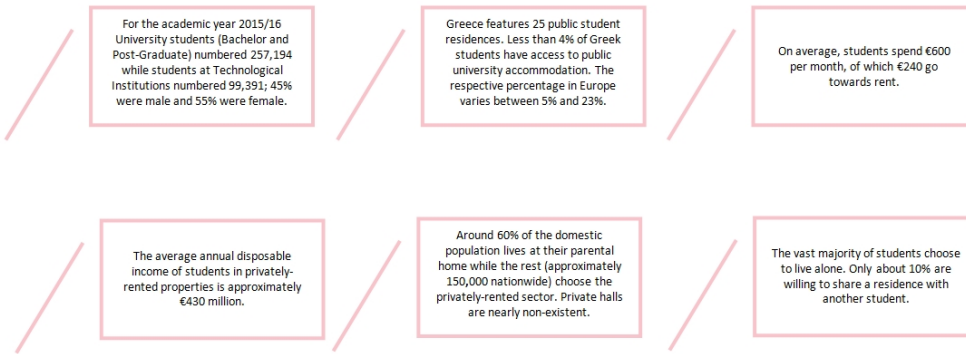 For the academic year 2015/16
University students (Bachelor and
Post-Graduate) numbered 257,194
while students at Technological
Institutions numbered 99,391; 45%
were male and 55% were female.
Greece features 25 public student
residences. Less than 4% of Greek
students have access to public
university accommodation. The
respective percentage in Europe
varies between 5% and 23%.
On average, students spend €600
per month, of which €240 go
towards rent.
The average annual disposable
income of students in privately-
rented properties is approximately
€430 million.
Around 60% of the domestic
population lives at their parental
home while the rest (approximately
150,000 nationwide) choose the
privately-rented sector. Private halls
are nearly non-existent.
The vast majority of students choose
to live alone. Only about 10% are
willing to share a residence with
another student.